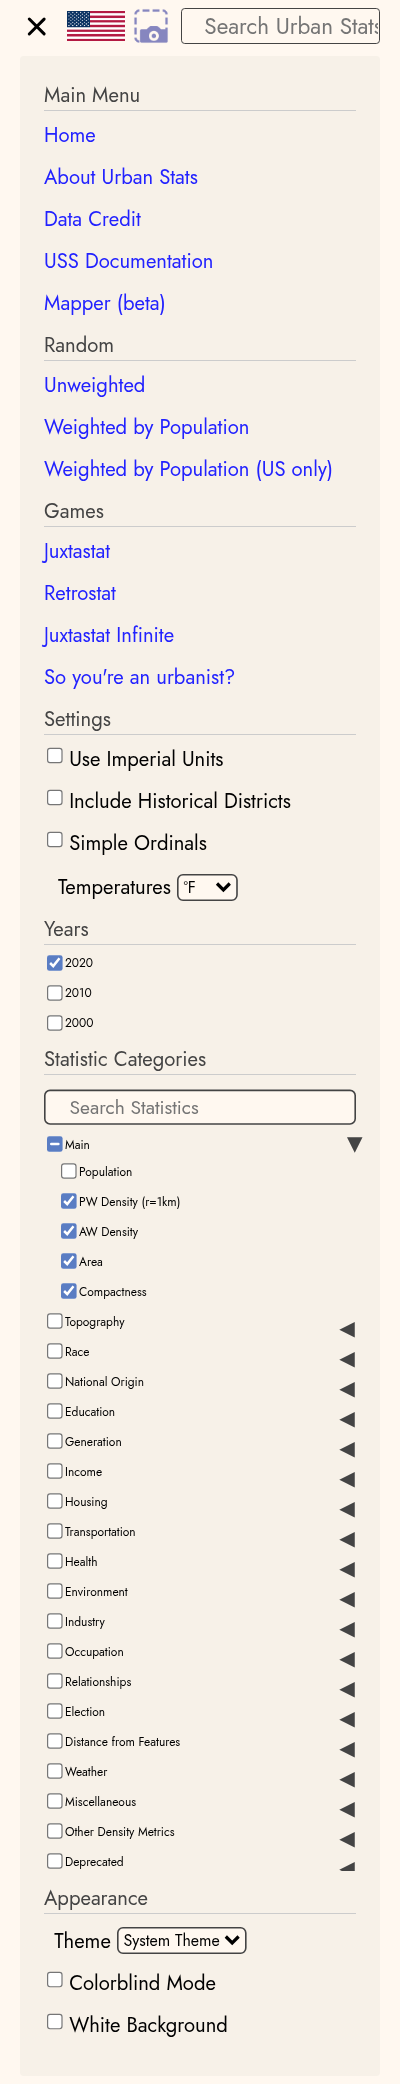 Search Urban Stats
Main Menu
Home
About Urban Stats
Data Credit
USS Documentation
Mapper (beta)
Random
Unweighted
Weighted by Population
Weighted by Population (US only)
Games
Juxtastat
Retrostat
Juxtastat Infinite
So you're an urbanist?
Settings
Use Imperial Units
Include Historical Districts
Simple Ordinals
Temperatures °F
Years
2020
2010
2000
Statistic Categories
Search Statistics
Main
Population
PW Density (r=1km)
AW Density
Area
Compactness
Topography
Race
National Origin
Education
Generation
Income
Housing
Transportation
Health
Environment
Industry
Occupation
Relationships
Election
Distance from Features
Weather
Miscellaneous
Other Density Metrics
Deprecated
Appearance
Theme System Theme
Colorblind Mode
White Background